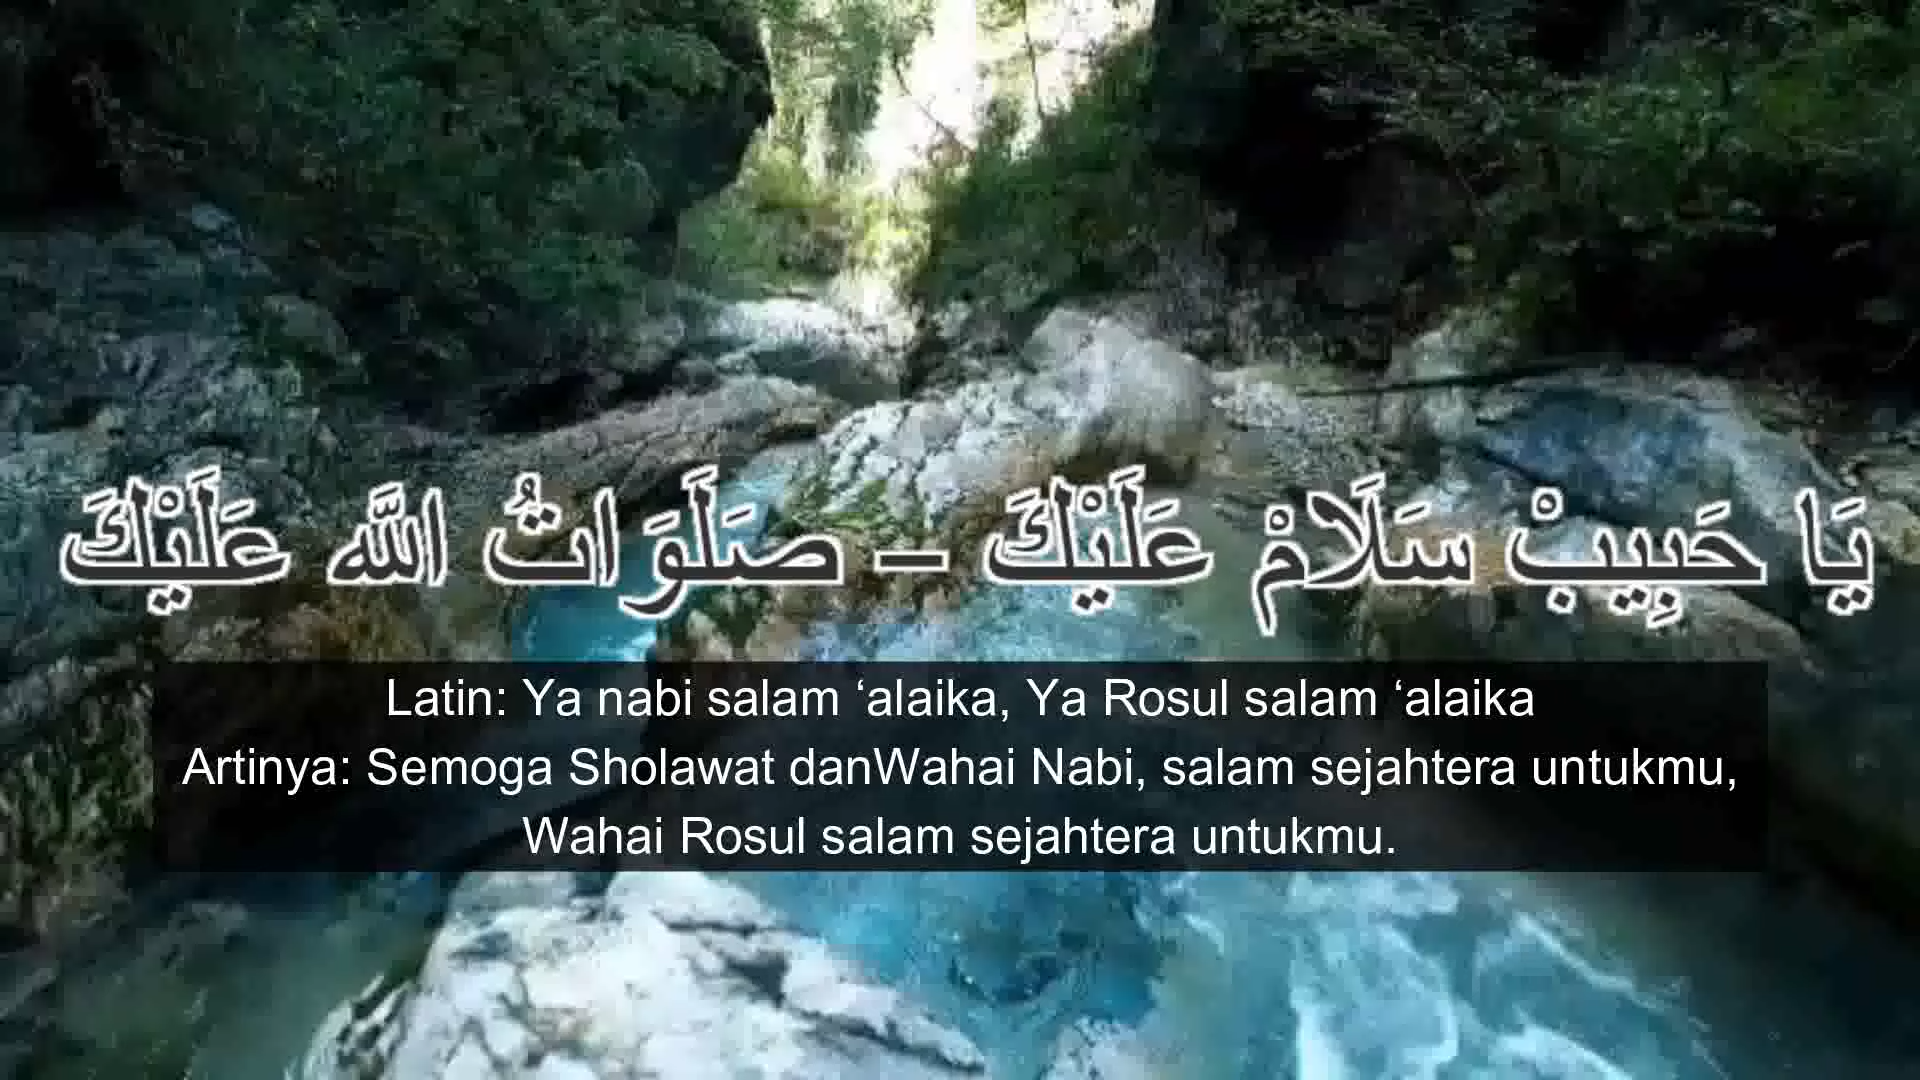 يَا حَبِيبْ سَلَامْ عَلَيْكَ – صَلَوَاتُ اللَّه عَلَيْكَ
Latin: Ya nabi salam ‘alaika, Ya Rosul salam ‘alaika
Artinya: Semoga Sholawat danWahai Nabi, salam sejahtera untukmu,
Wahai Rosul salam sejahtera untukmu.